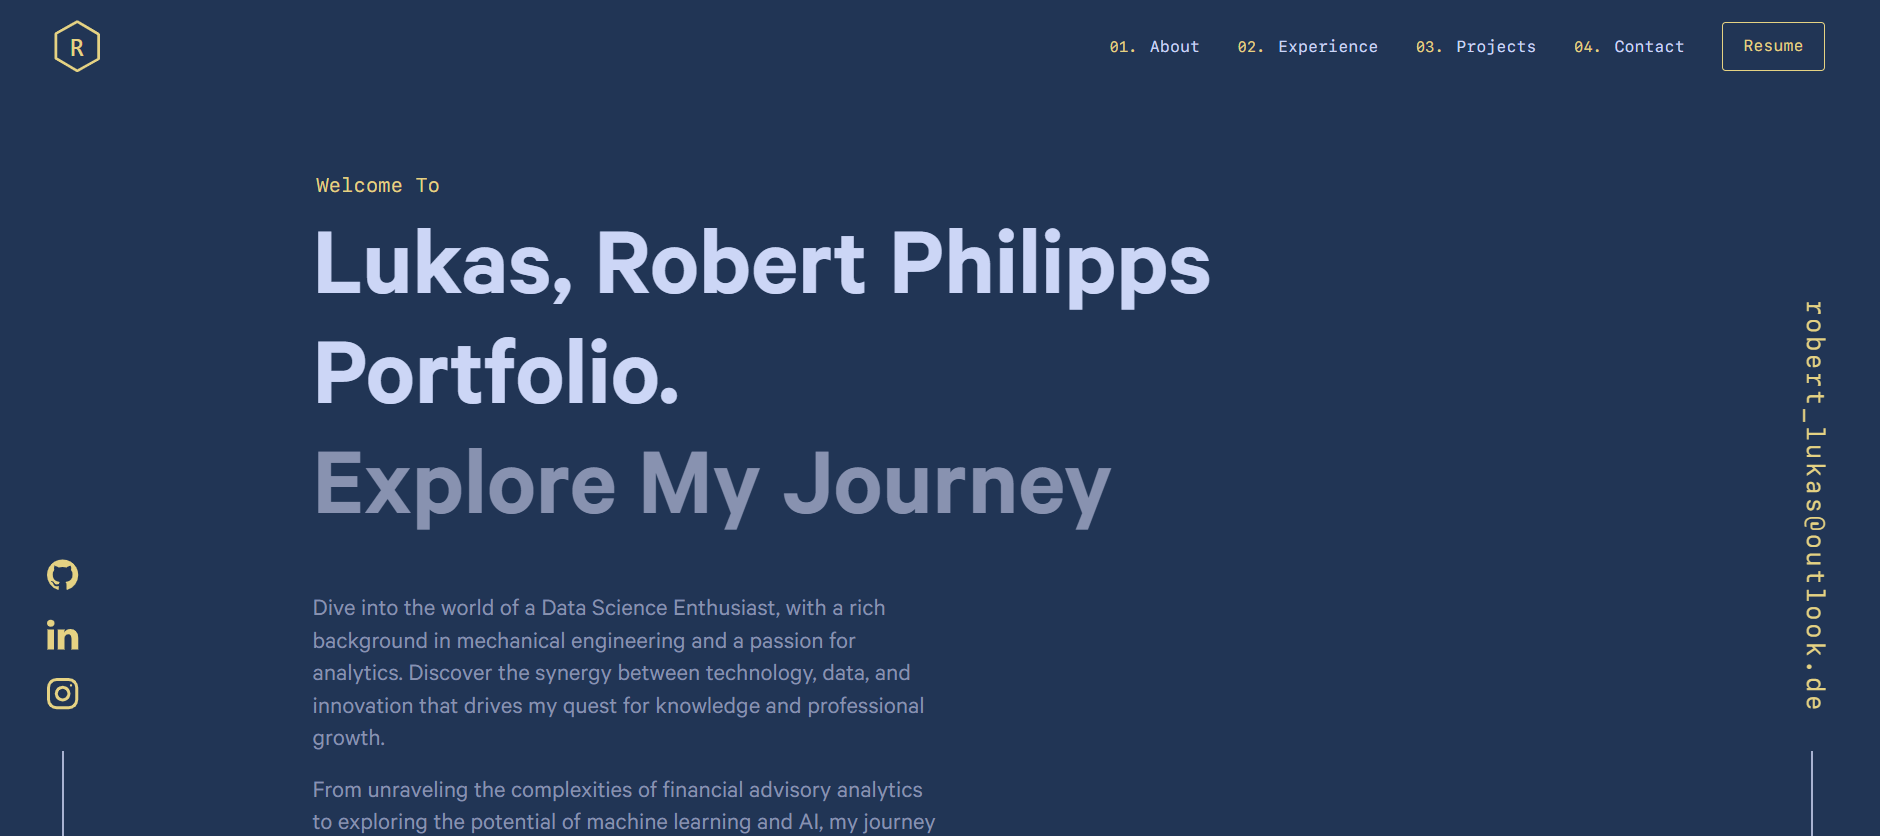 R
01. About 02. Experience 03. Projects 04. Contact Resume
Welcome To
Lukas, Robert Philipps
Portfolio.
Explore My Journey
Dive into the world of a Data Science Enthusiast, with a rich
background in mechanical engineering and a passion for
analytics. Discover the synergy between technology, data, and
innovation that drives my quest for knowledge and professional
growth.
From unraveling the complexities of financial advisory analytics
to exploring the potential of machine learning and AI, my journey
in
robert_lukas@outlook.de